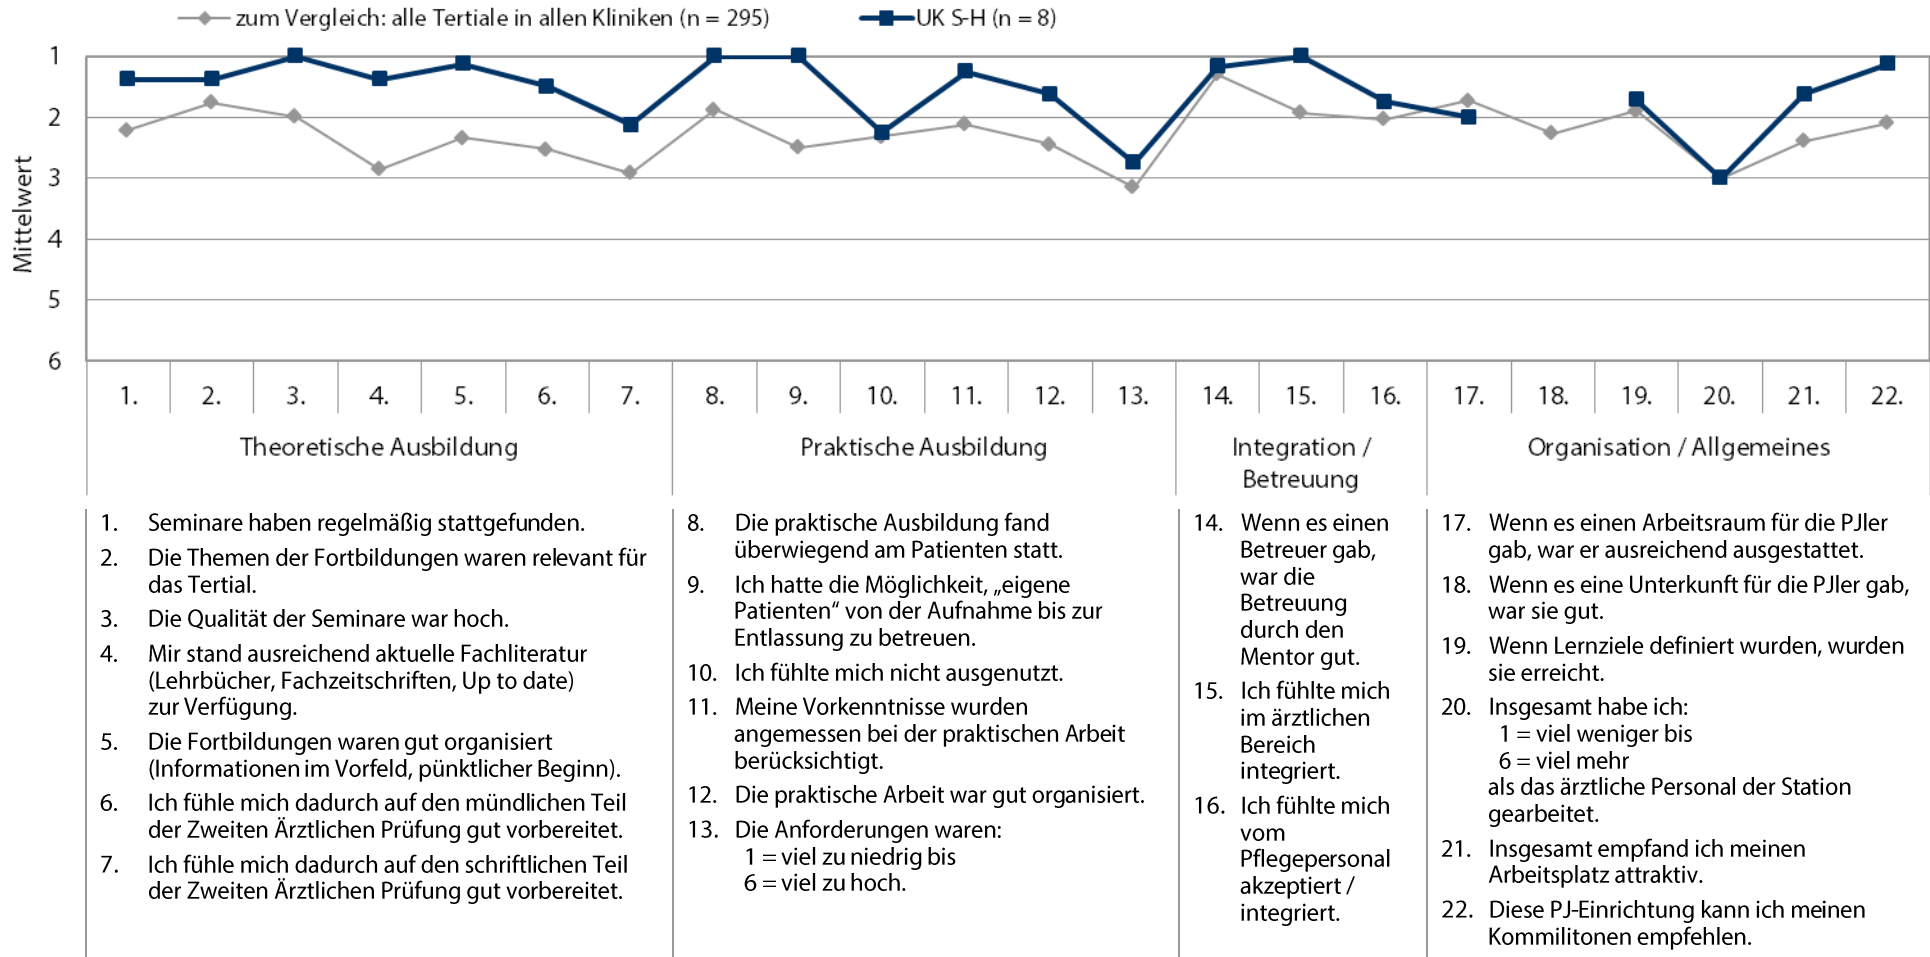 zum Vergleich: alle Tertiale in allen Kliniken (n = 295)
UK S-H (n = 8)
Mittelwert
1
2
3
4
5
6
1. 2. 3. 4. 5. 6. 7. 8. 9. 10. 11. 12. 13. 14. 15. 16. 17. 18. 19. 20. 21. 22.
Theoretische Ausbildung
Praktische Ausbildung
Integration /
Betreuung
Organisation / Allgemeines
1. Seminare haben regelmäßig stattgefunden.
2. Die Themen der Fortbildungen waren relevant für
das Tertial.
3. Die Qualität der Seminare war hoch.
4. Mir stand ausreichend aktuelle Fachliteratur
(Lehrbücher, Fachzeitschriften, Up to date)
zur Verfügung.
5. Die Fortbildungen waren gut organisiert
(Informationen im Vorfeld, pünktlicher Beginn).
6. Ich fühle mich dadurch auf den mündlichen Teil
der Zweiten Ärztlichen Prüfung gut vorbereitet.
7. Ich fühle mich dadurch auf den schriftlichen Teil
der Zweiten Ärztlichen Prüfung gut vorbereitet.
8. Die praktische Ausbildung fand
überwiegend am Patienten statt.
9. Ich hatte die Möglichkeit, „eigene
Patienten“ von der Aufnahme bis zur
Entlassung zu betreuen.
10. Ich fühlte mich nicht ausgenutzt.
11. Meine Vorkenntnisse wurden
angemessen bei der praktischen Arbeit
berücksichtigt.
12. Die praktische Arbeit war gut organisiert.
13. Die Anforderungen waren:
1 = viel zu niedrig bis
6 = viel zu hoch.
14. Wenn es einen
Betreuer gab,
war die
Betreuung
durch den
Mentor gut.
15. Ich fühlte mich
im ärztlichen
Bereich
integriert.
16. Ich fühlte mich
vom
Pflegepersonal
akzeptiert /
integriert.
17. Wenn es einen Arbeitsraum für die PJler
gab, war er ausreichend ausgestattet.
18. Wenn es eine Unterkunft für die PJler gab,
war sie gut.
19. Wenn Lernziele definiert wurden, wurden
sie erreicht.
20. Insgesamt habe ich:
1 = viel weniger bis
6 = viel mehr
als das ärztliche Personal der Station
gearbeitet.
21. Insgesamt empfand ich meinen
Arbeitsplatz attraktiv.
22. Diese PJ-Einrichtung kann ich meinen
Kommilitonen empfehlen.